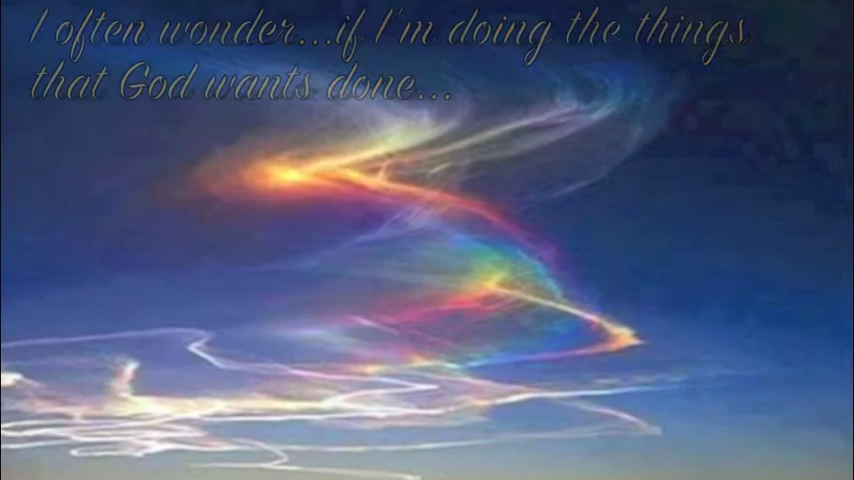 I often wonder...if I'm doing the things
that God wants done...